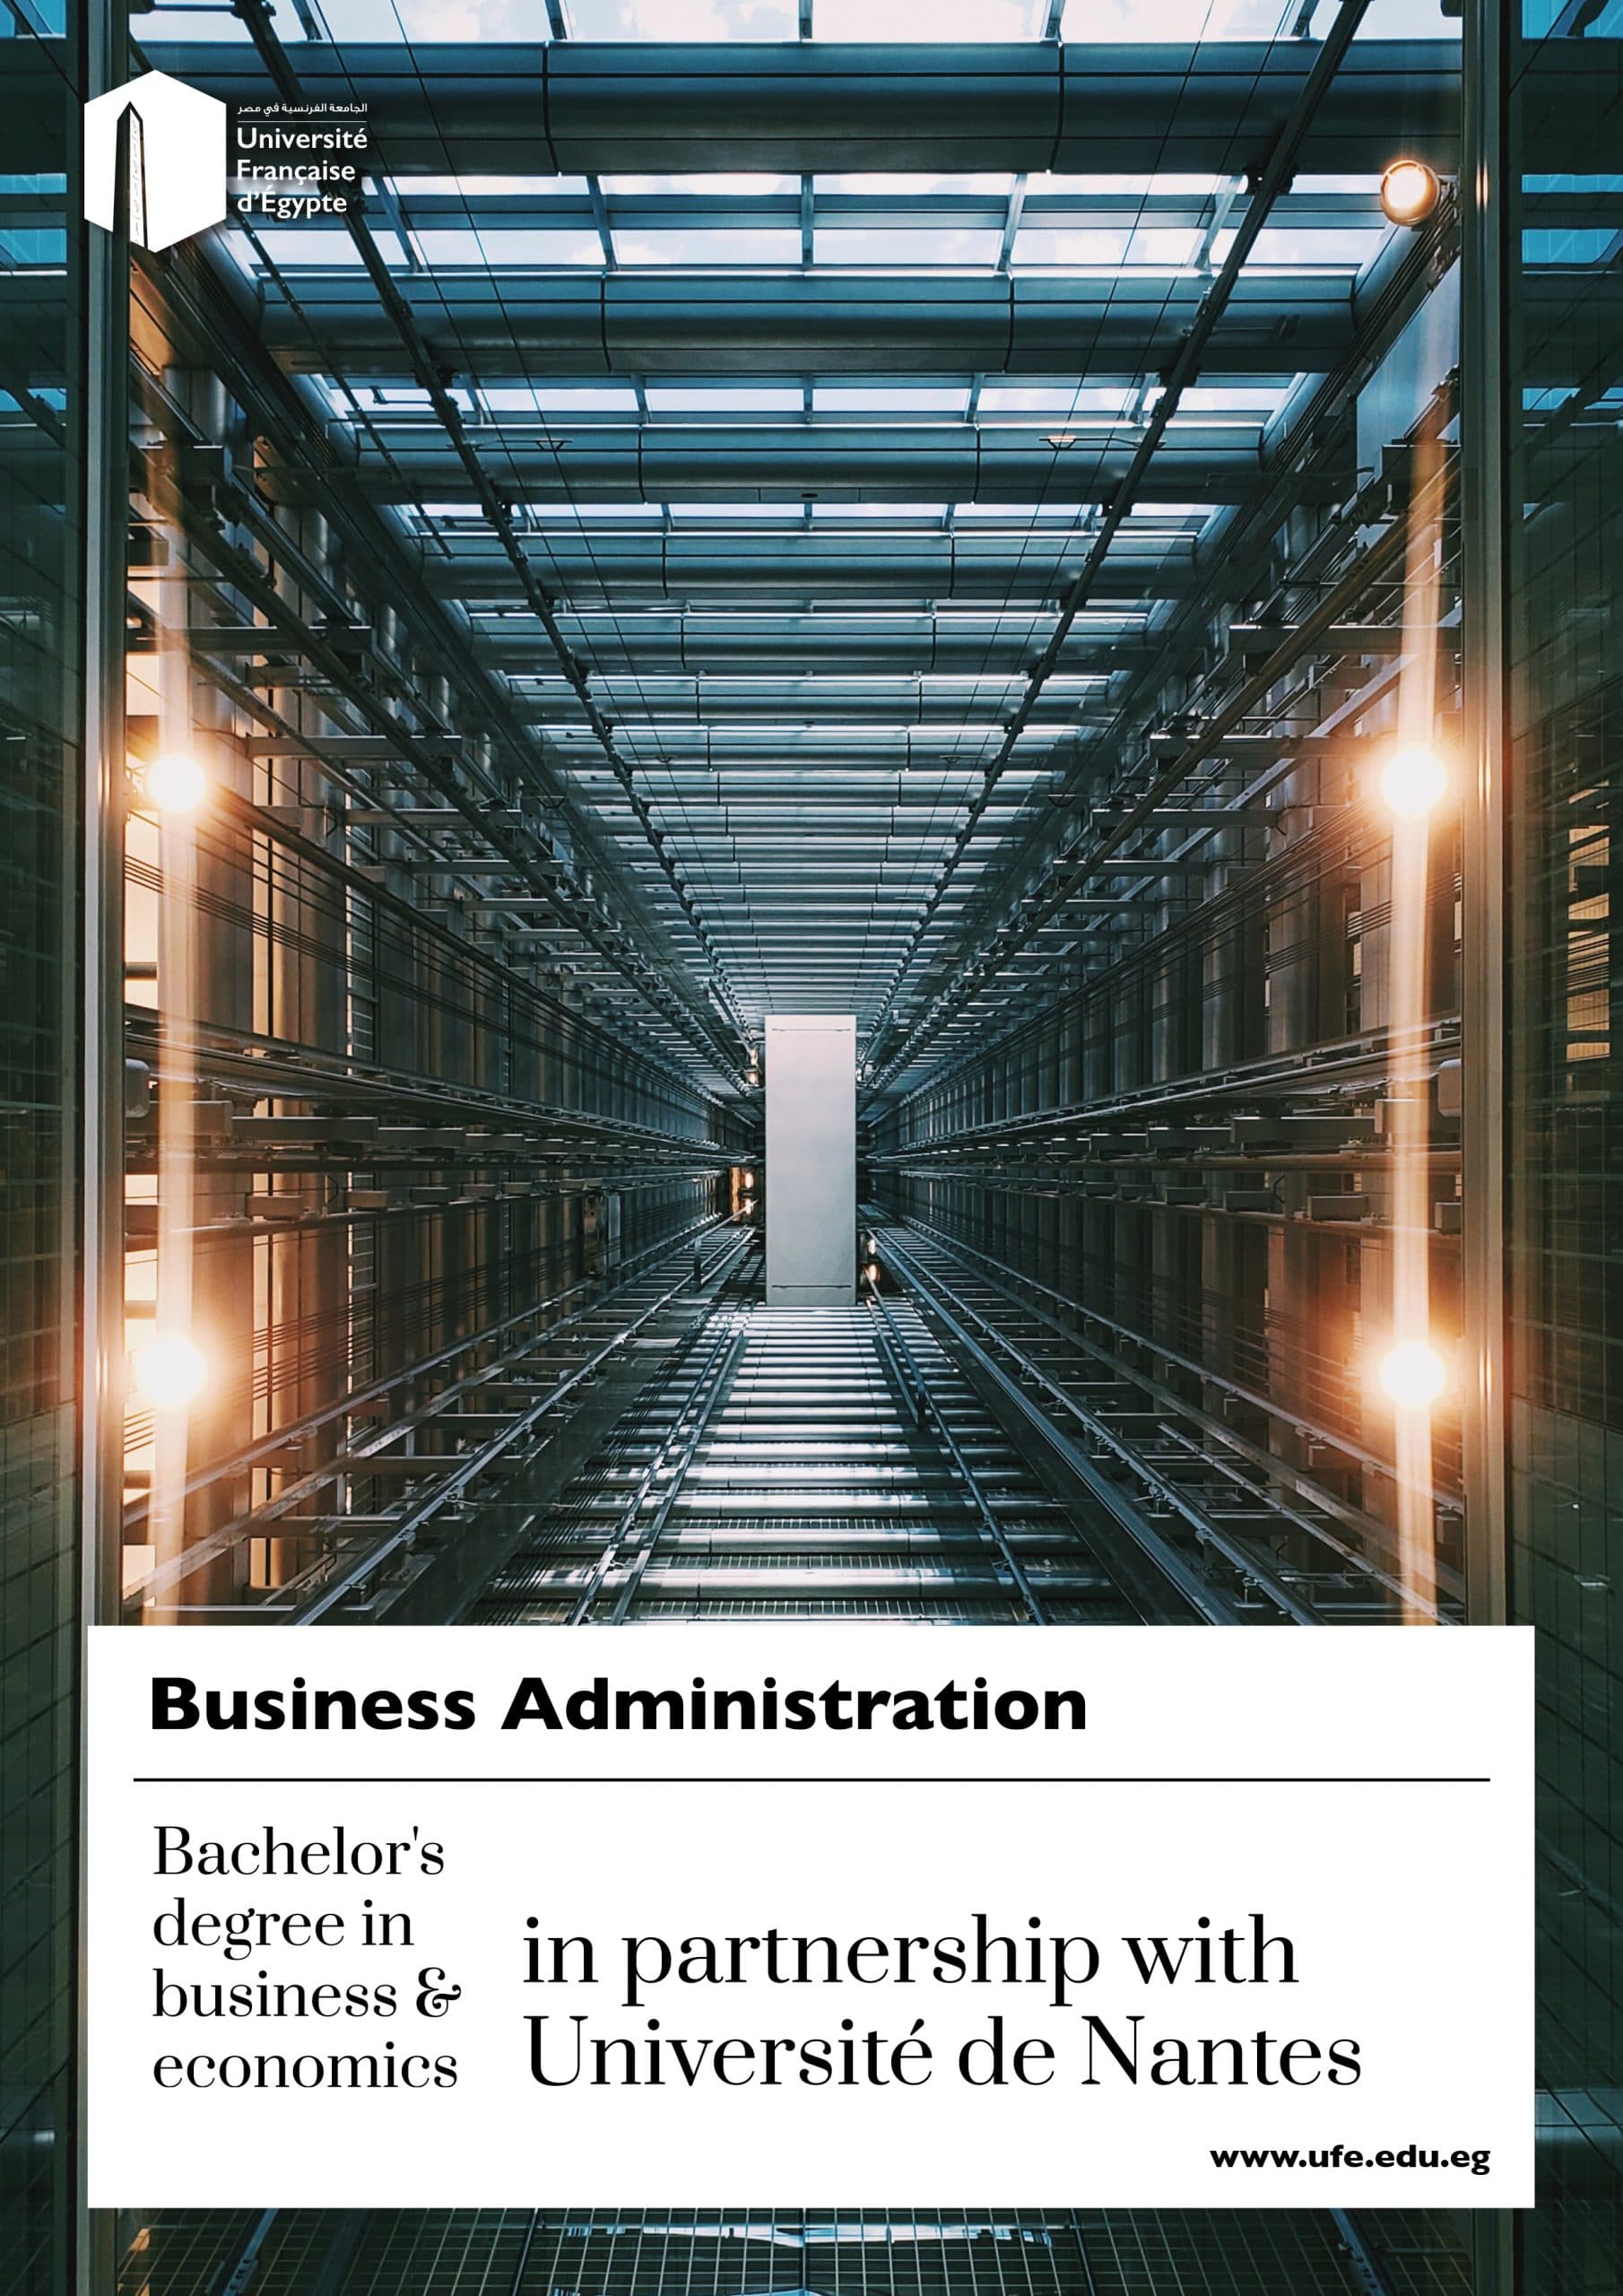 الجامعة الفرنسية في مصر
Université
Française
d'Égypte
Business Administration
Bachelor's
degree in
business &
economics
in partnership with
Université de Nantes
www.ufe.edu.eg